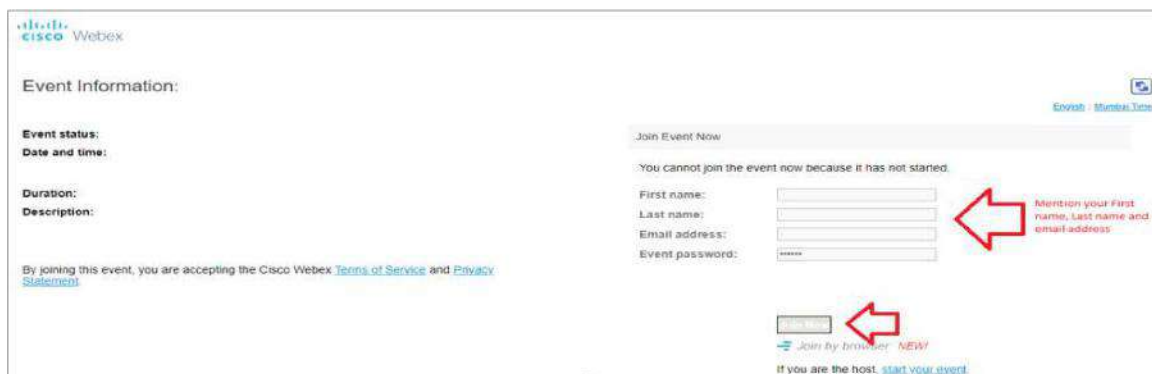 cisco Webex
Event Information:
English : Mumbai Time
Event status:
Date and time:
Duration:
Description:
By joining this event, you are accepting the Cisco Webex Terms of Service and Privacy
Statement.
Join Event Now
You cannot join the event now because it has not started.
First name:
Last name:
Email address:
Event password:
Mention your First
name, Last name and
email address
Join Now
Join by browser NEW!
If you are the host, start your event.